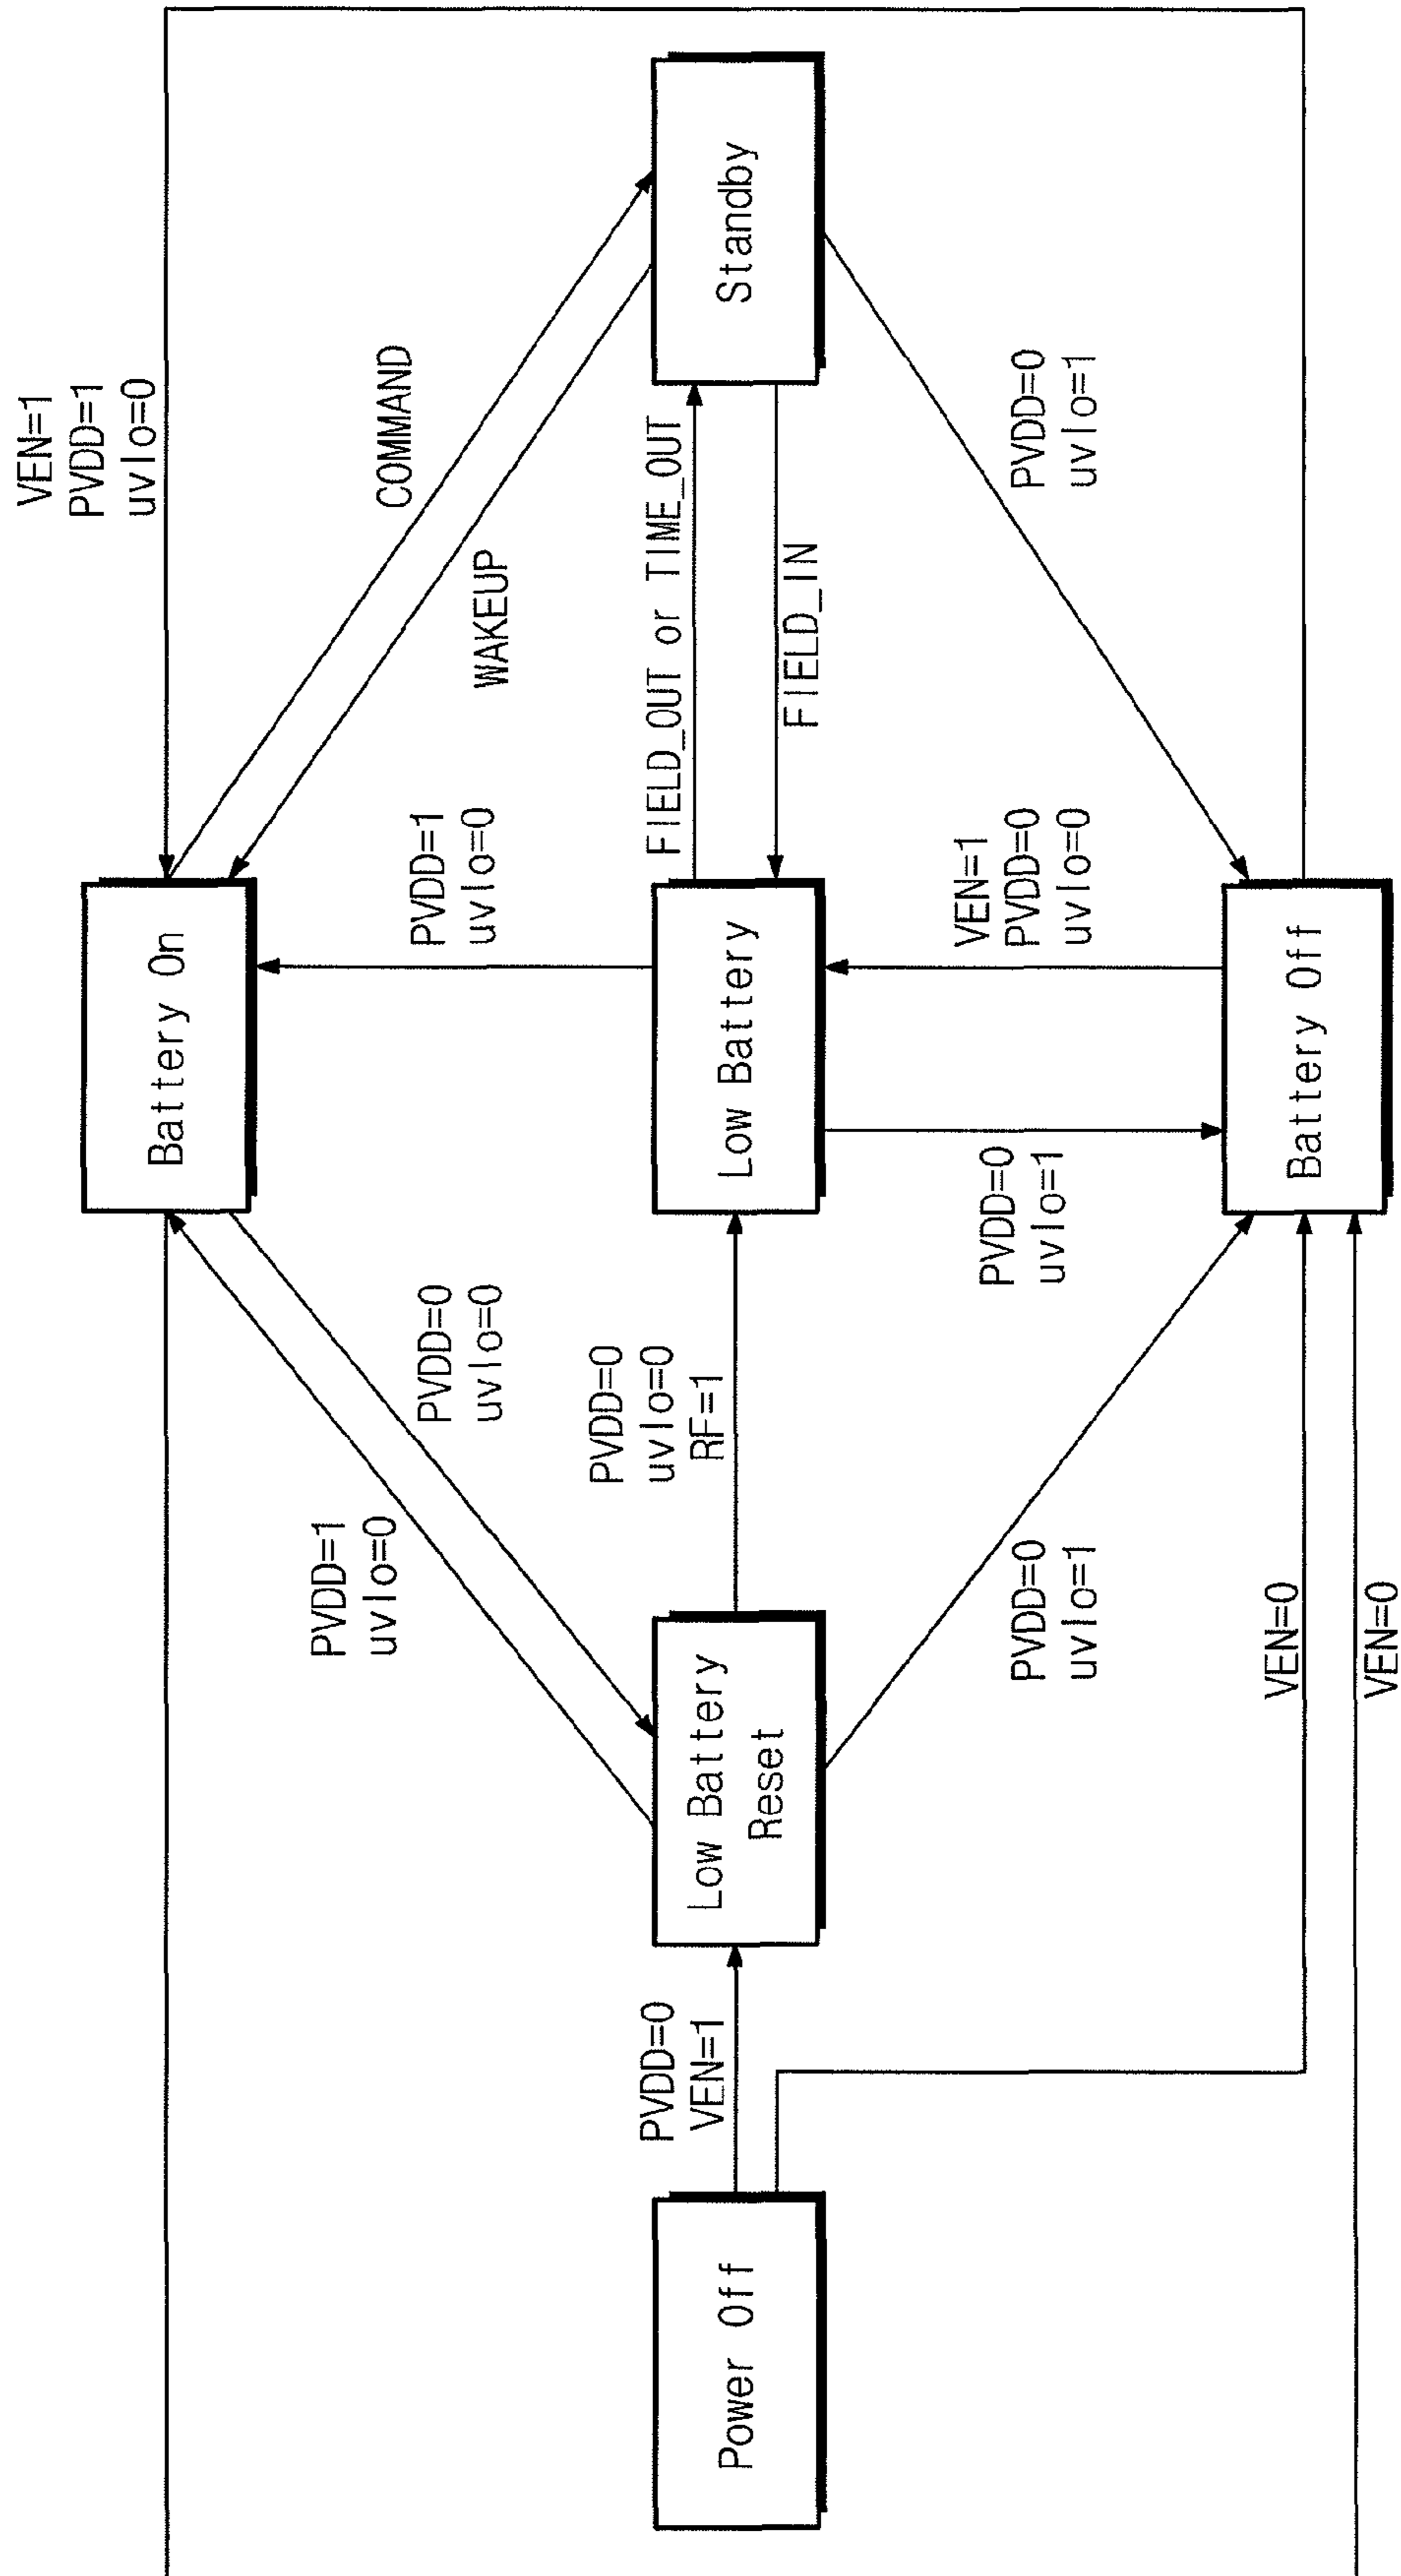 VEN=1
PVDD=1
uvlo=0
Battery On
COMMAND
WAKEUP
PVDD=1
uvlo=0
PVDD=0
uvlo=0
PVDD=1
uvlo=0
Power Off
PVDD=0
VEN=1
Low Battery
Reset
PVDD=0
uvlo=0
RF=1
Low Battery
FIELD_OUT or TIME_OUT
FIELD_IN
Standby
PVDD=0
uvlo=1
PVDD=0
uvlo=1
VEN=1
PVDD=0
uvlo=0
PVDD=0
uvlo=1
VEN=0
Battery Off
VEN=0